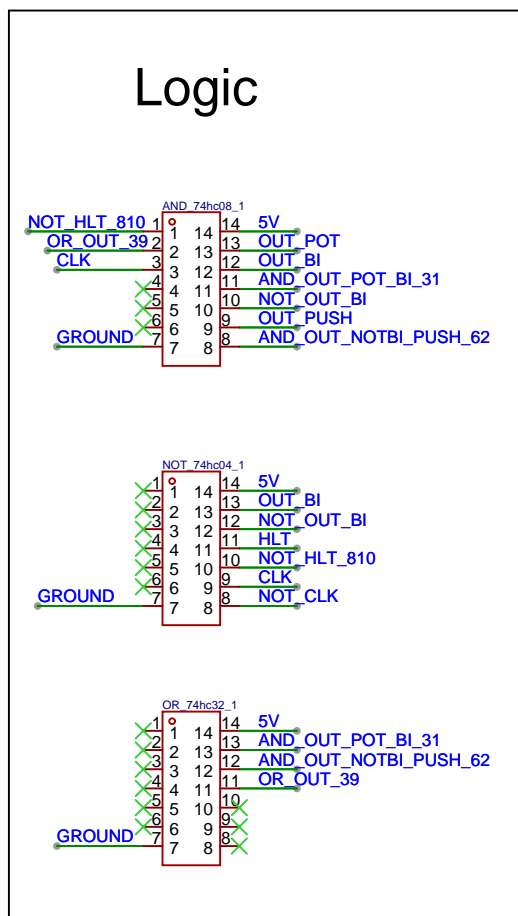 Logic
AND_74hc08_1
NOT_HLT_810 1 1 14 14 5V
OR_OUT_39 2 2 13 13 OUT_POT
CLK 3 3 12 12 OUT_BI
4 4 11 11 AND_OUT_POT_BI_31
5 5 10 10 NOT_OUT_BI
6 6 9 9 OUT_PUSH
GROUND 7 7 8 8 AND_OUT_NOTBI_PUSH_62
NOT_74hc04_1
1 1 14 14 5V
2 2 13 13 OUT_BI
3 3 12 12 NOT_OUT_BI
4 4 11 11 HLT
5 5 10 10 NOT_HLT_810
6 6 9 9 CLK
GROUND 7 7 8 8 NOT_CLK
OR_74hc32_1
1 1 14 14 5V
2 2 13 13 AND_OUT_POT_BI_31
3 3 12 12 AND_OUT_NOTBI_PUSH_62
4 4 11 11 OR_OUT_39
5 5 10 10
6 6 9 9
GROUND 7 7 8 8